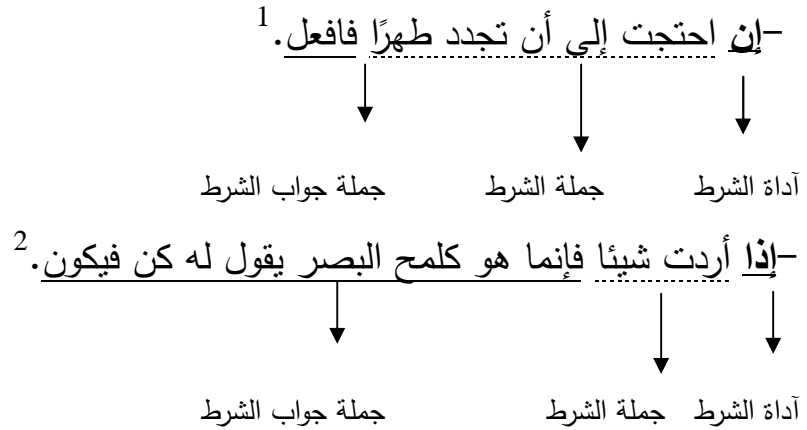 -إن احتجت إلى أن تجدد طهرًا فافعل.1
آداة الشرط جملة الشرط جملة جواب الشرط
-إذا أردت شيئا فإنما هو كلمح البصر يقول له كن فيكون.2
آداة الشرط جملة الشرط جملة جواب الشرط